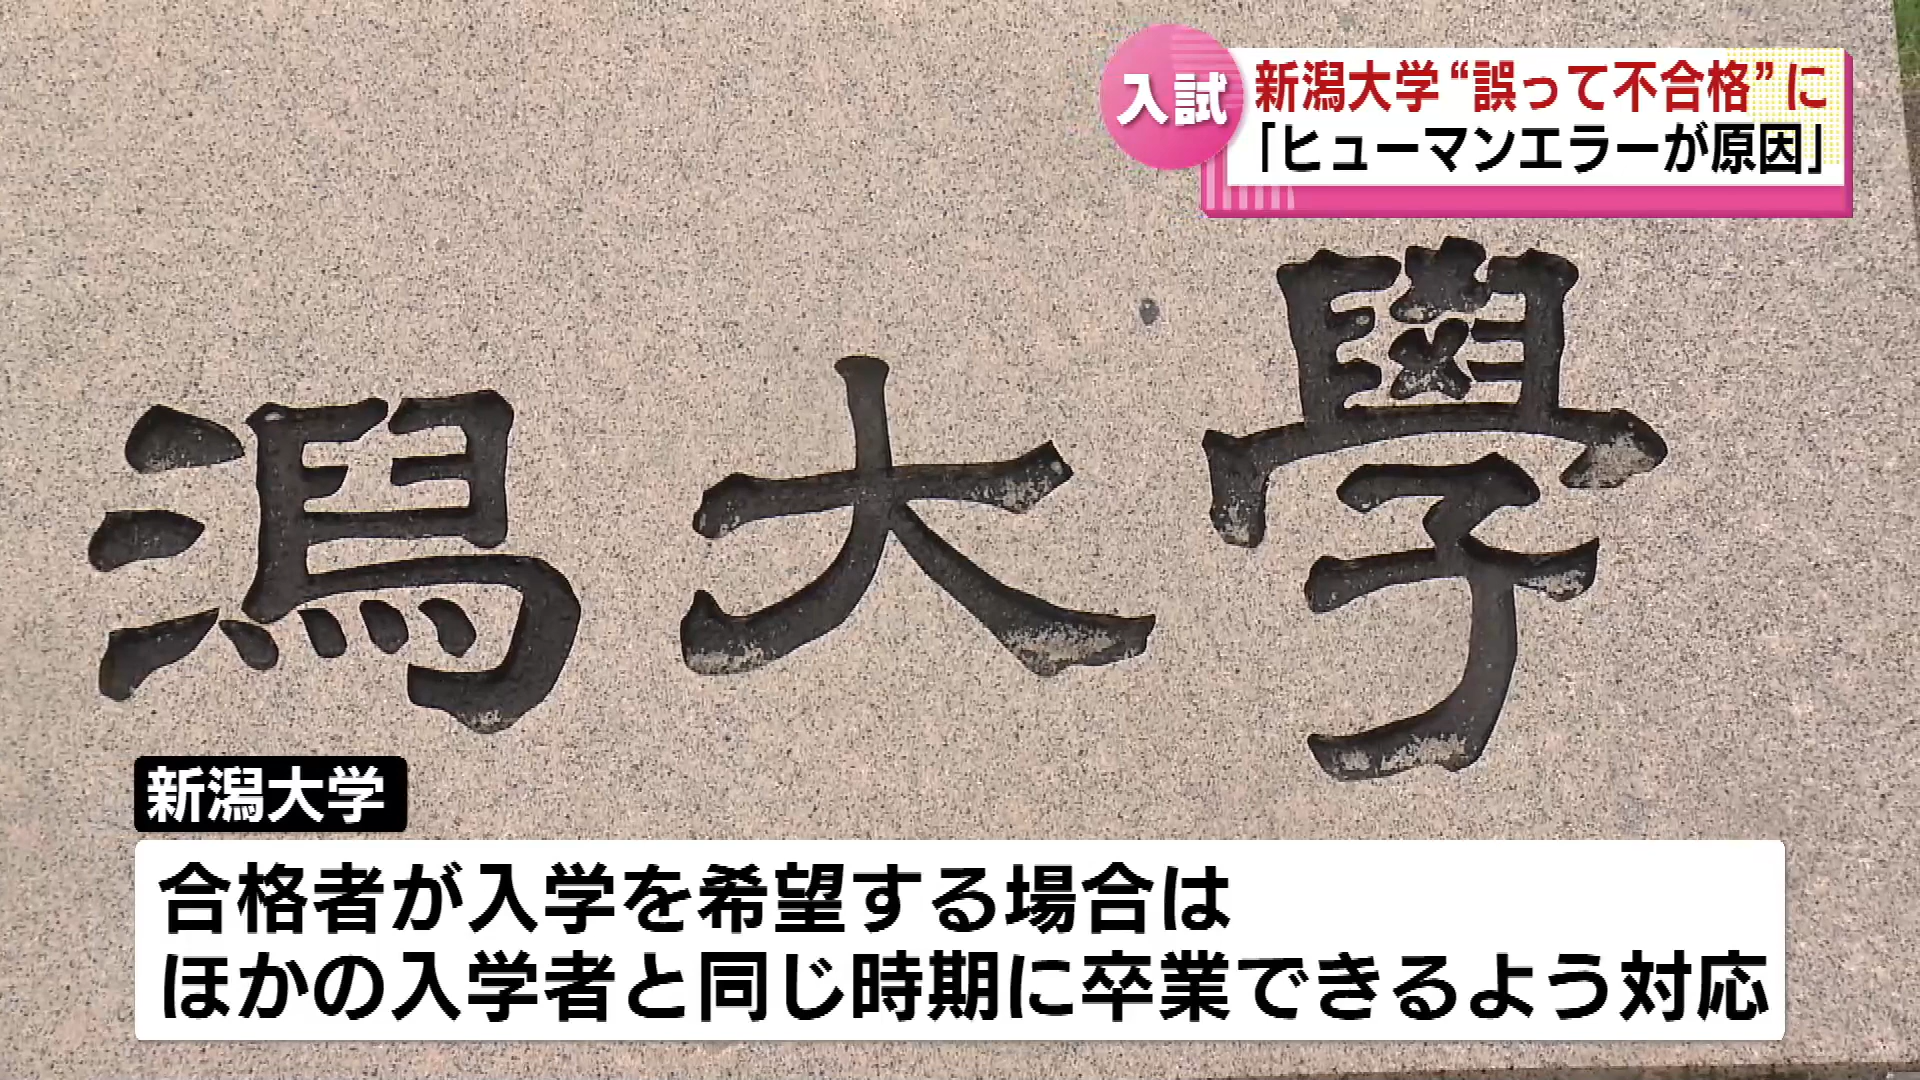 入試
新潟大学“誤って不合格”に
「ヒューマンエラーが原因」
潟大學
新潟大学
合格者が入学を希望する場合は
ほかの入学者と同じ時期に卒業できるよう対応